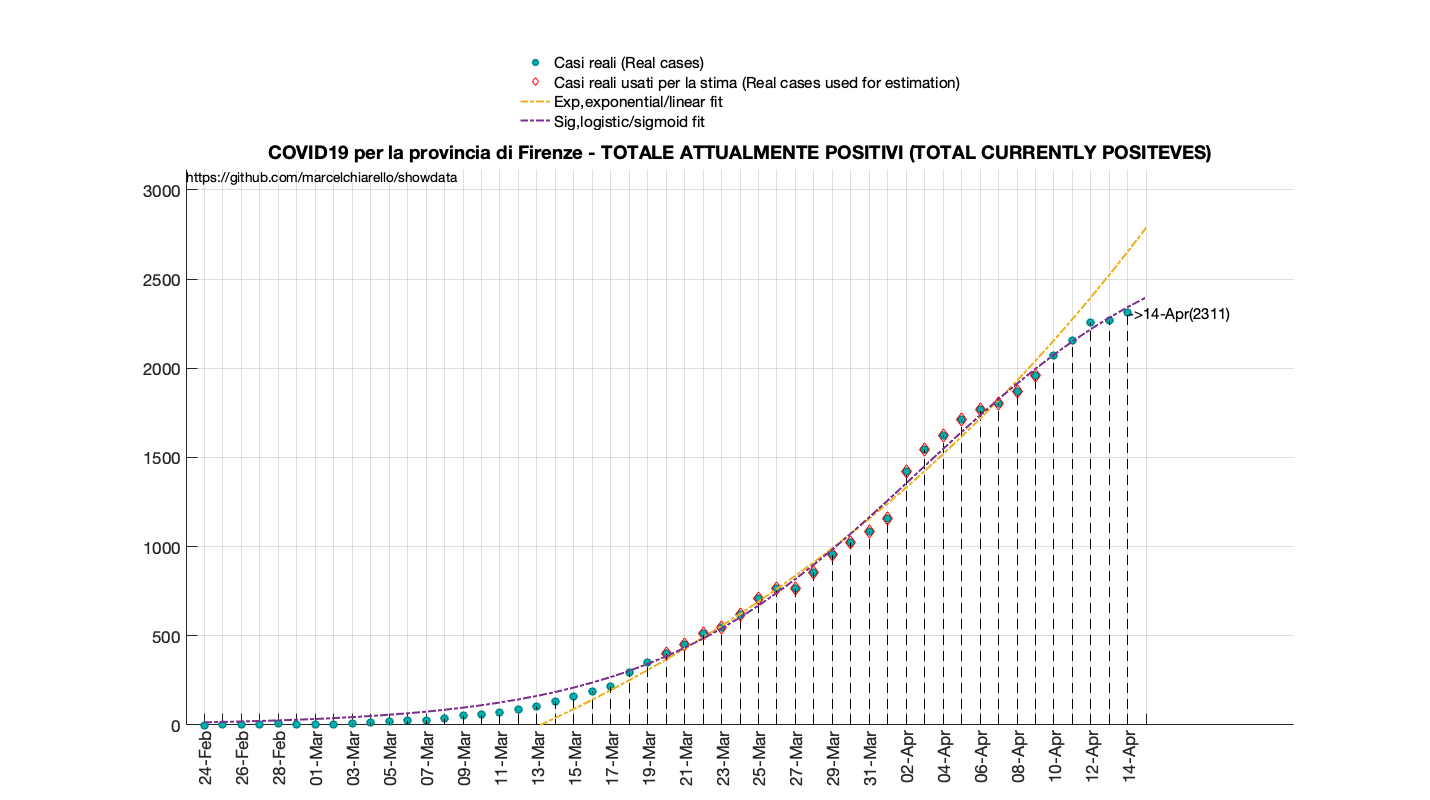 Casi reali (Real cases)
Casi reali usati per la stima (Real cases used for estimation)
Exp,exponential/linear fit
Sig,logistic/sigmoid fit
COVID19 per la provincia di Firenze - TOTALE ATTUALMENTE POSITIVI (TOTAL CURRENTLY POSITEVES)
https://github.com/marcelchiarello/showdata
3000
2500
2000
1500
1000
500
0
->14-Apr(2311)
24-Feb
26-Feb
28-Feb
01-Mar
03-Mar
05-Mar
07-Mar
09-Mar
11-Mar
13-Mar
15-Mar
17-Mar
19-Mar
21-Mar
23-Mar
25-Mar
27-Mar
29-Mar
31-Mar
02-Apr
04-Apr
06-Apr
08-Apr
10-Apr
12-Apr
14-Apr